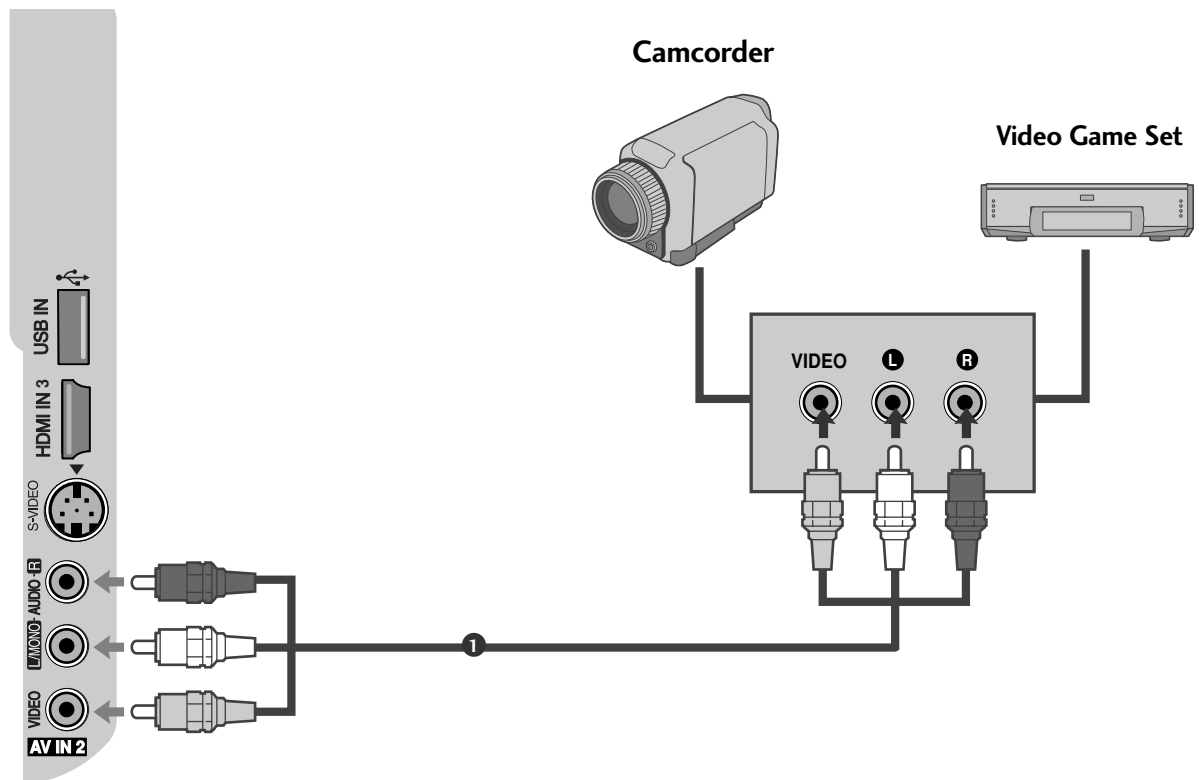 Camcorder
Video Game Set
VIDEO L R
USB IN
HDMI IN 3
S-VIDEO
L/MONO - AUDIO - R
VIDEO
AV IN 2
1